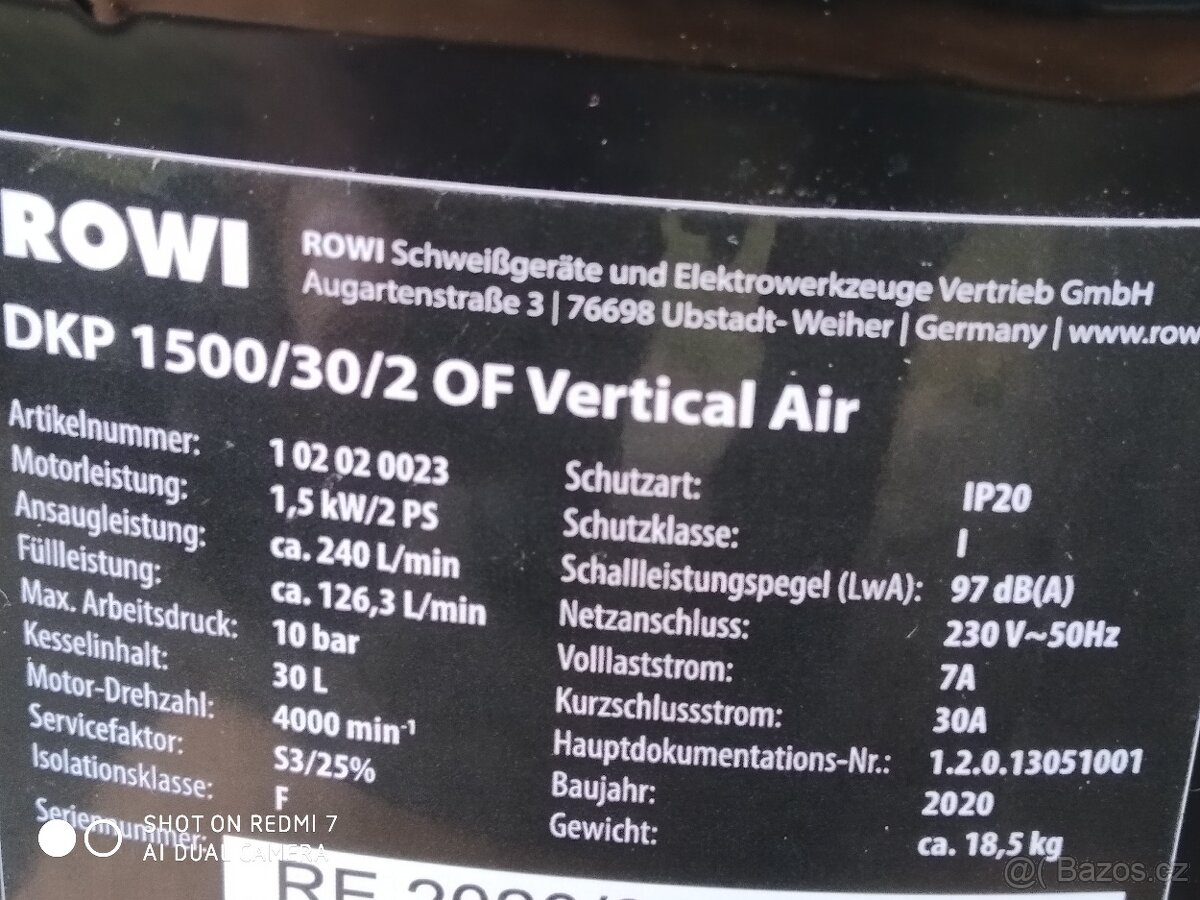 ROWI
ROWI Schweißgeräte und Elektrowerkzeuge Vertrieb GmbH
Augartenstraße 3 | 76698 Ubstadt-Weiher | Germany | www.row
DKP 1500/30/2 OF Vertical Air
Artikelnummer: 1 02 02 0023
Motorleistung: 1,5 kW/2 PS
Ansaugleistung: ca. 240 L/min
Füllleistung: ca. 126,3 L/min
Max. Arbeitsdruck: 10 bar
Kesselinhalt: 30 L
Motor-Drehzahl: 4000 min⁻¹
Servicefaktor: S3/25%
Isolationsklasse: F
Seriennummer:
Schutzart: IP20
Schutzklasse: I
Schallleistungspegel (LwA): 97 dB(A)
Netzanschluss: 230 V~50Hz
Volllaststrom: 7A
Kurzschlussstrom: 30A
Hauptdokumentations-Nr.: 1.2.0.13051001
Baujahr: 2020
Gewicht: ca. 18,5 kg
SHOT ON REDMI 7
AI DUAL CAMERA
@( Bazos.cz